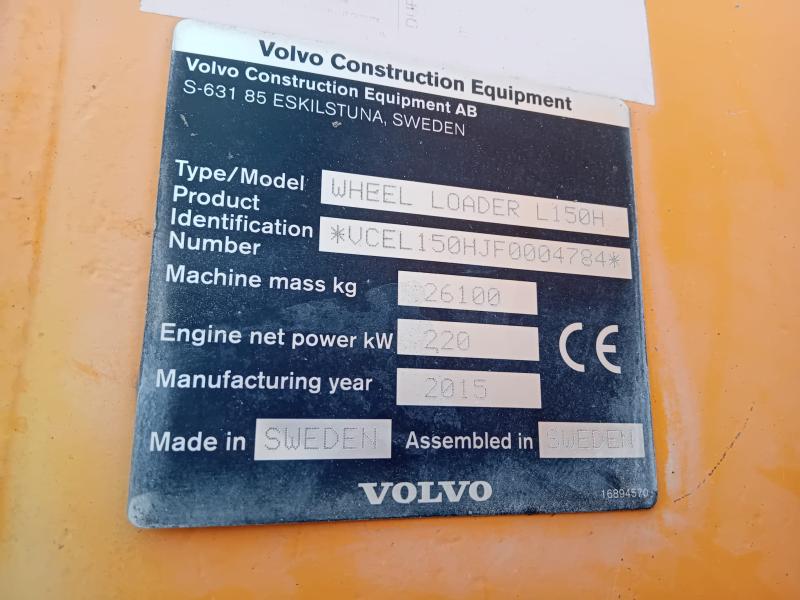 Volvo Construction Equipment
Volvo Construction Equipment AB
S-631 85 ESKILSTUNA, SWEDEN
Type/Model WHEEL LOADER L150H
Product
Identification
Number *VCEL150HJF0004784*
Machine mass kg 26100
Engine net power kW 220
Manufacturing year 2015
CE
Made in SWEDEN Assembled in SWEDEN
VOLVO
16894570